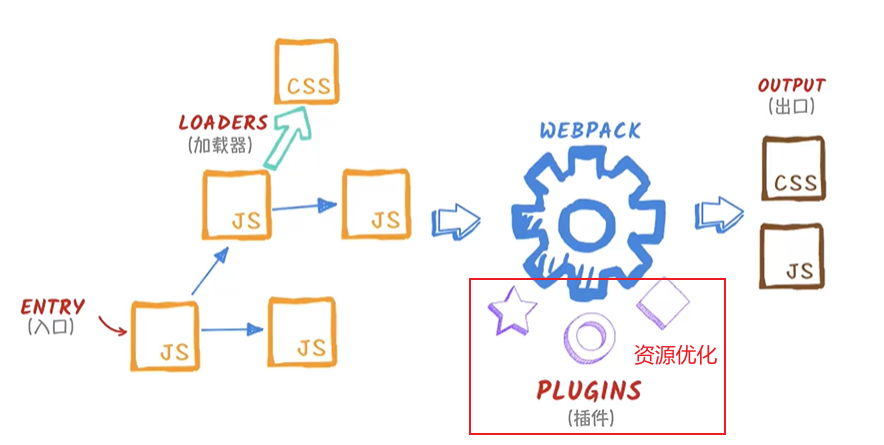 CSS
LOADERS
(加载器)
JS
JS
ENTRY
(入口)
JS
JS
WEBPACK
资源优化
PLUGINS
(插件)
OUTPUT
(出口)
CSS
JS